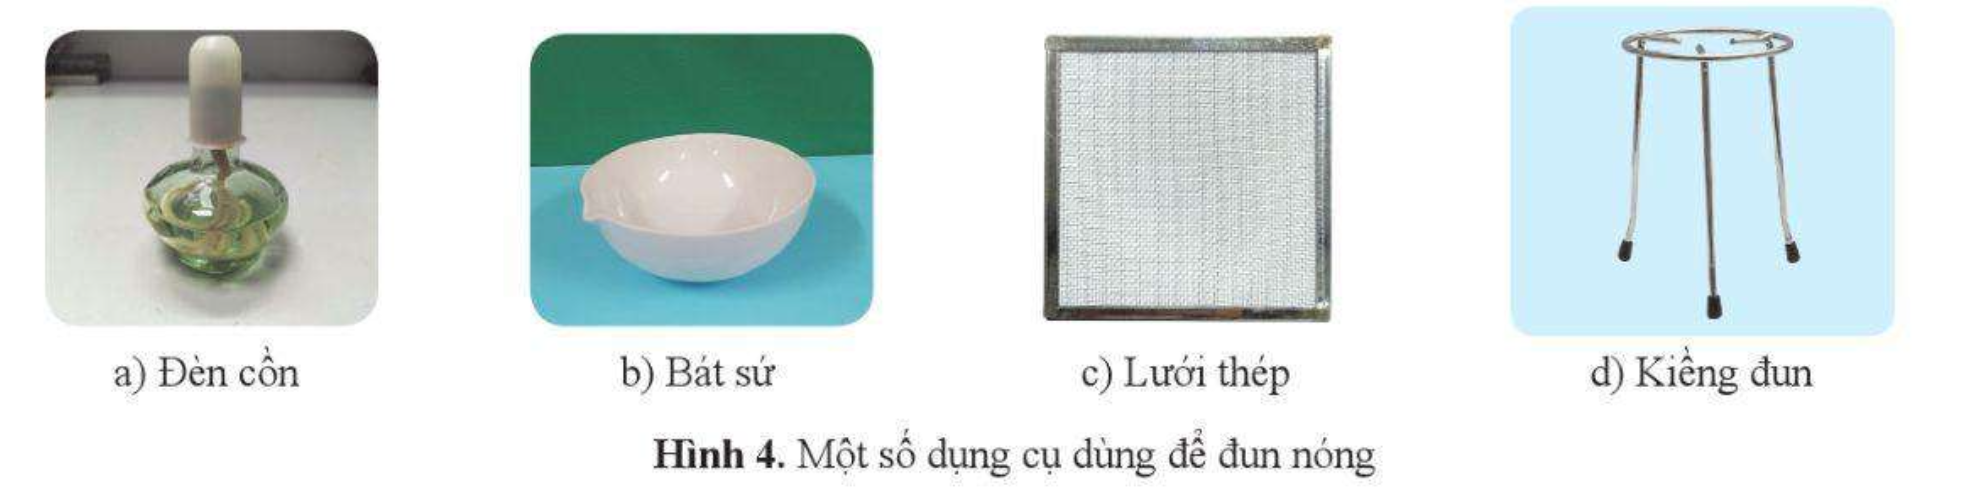 a) Đèn cồn
b) Bát sứ
c) Lưới thép
d) Kiềng đun
Hình 4. Một số dụng cụ dùng để đun nóng